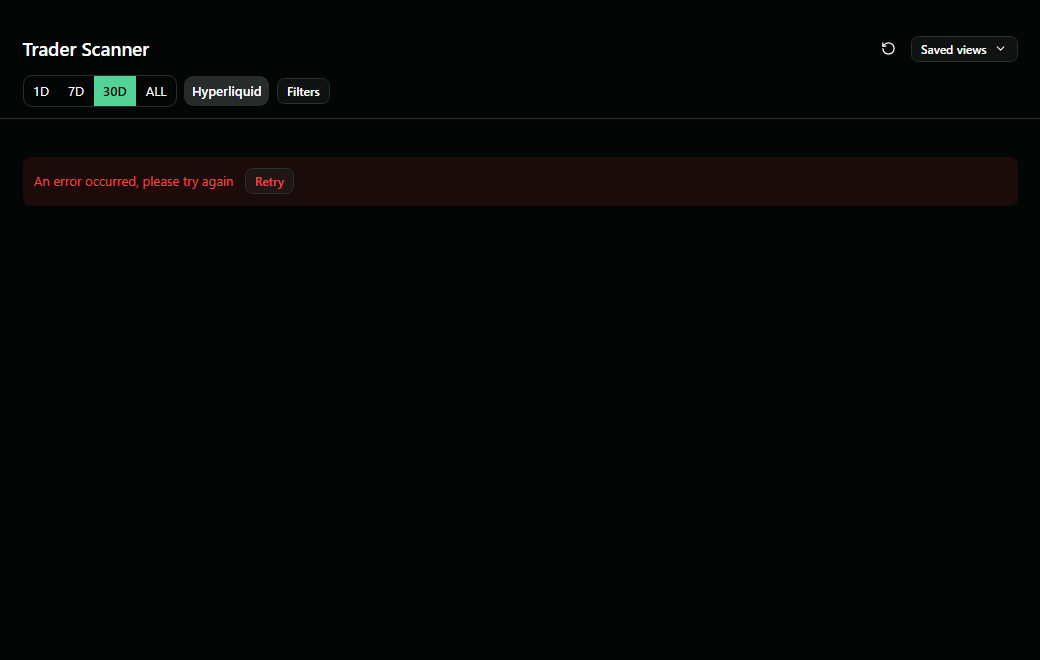 Trader Scanner
Saved views
1D 7D 30D ALL Hyperliquid Filters
An error occurred, please try again Retry